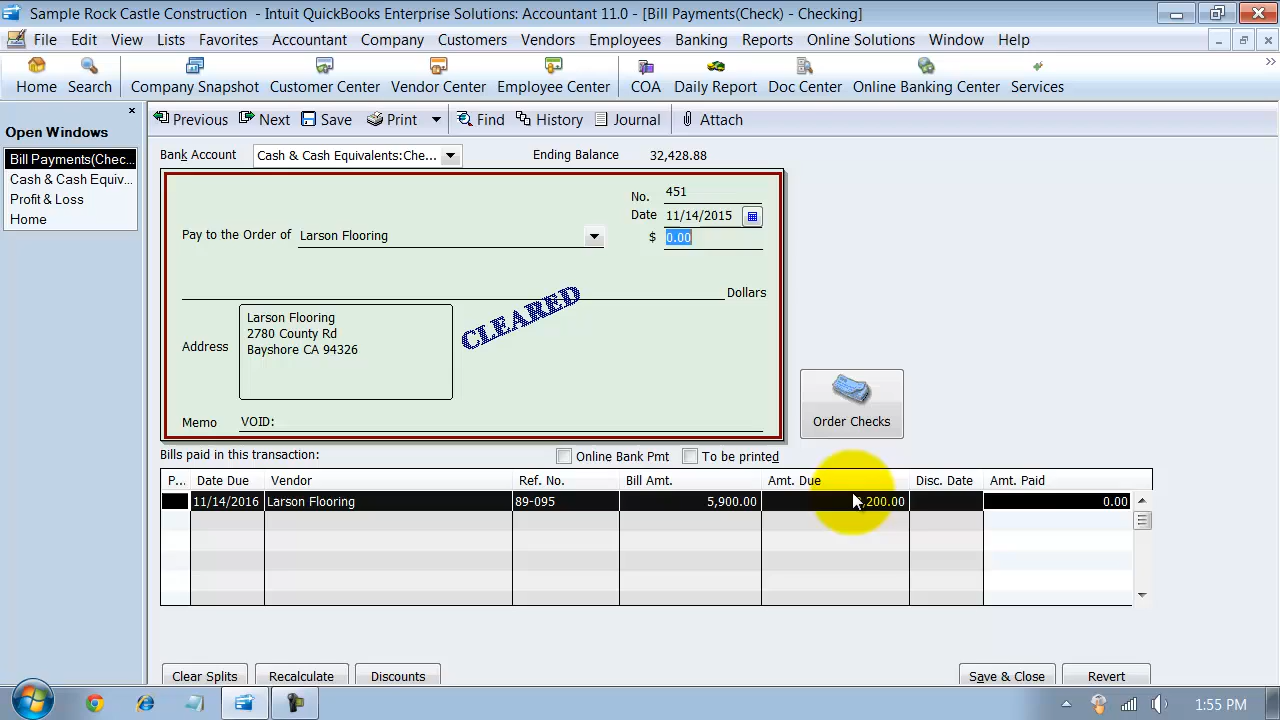 Sample Rock Castle Construction - Intuit QuickBooks Enterprise Solutions: Accountant 11.0 - [Bill Payments(Check) - Checking]
File Edit View Lists Favorites Accountant Company Customers Vendors Employees Banking Reports Online Solutions Window Help
Home Search Company Snapshot Customer Center Vendor Center Employee Center COA Daily Report Doc Center Online Banking Center Services
Open Windows
Bill Payments(Chec...
Cash & Cash Equiv...
Profit & Loss
Home
Previous Next Save Print Find History Journal Attach
Bank Account Cash & Cash Equivalents:Che... Ending Balance 32,428.88
No. 451
Date 11/14/2015
Pay to the Order of Larson Flooring $ 0.00
Dollars
CLEARED
Address
Larson Flooring
2780 County Rd
Bayshore CA 94326
Memo VOID:
Order Checks
Bills paid in this transaction: Online Bank Pmt To be printed
P... Date Due Vendor Ref. No. Bill Amt. Amt. Due Disc. Date Amt. Paid
11/14/2016 Larson Flooring 89-095 5,900.00 ,200.00 0.00
Clear Splits Recalculate Discounts Save & Close Revert
1:55 PM